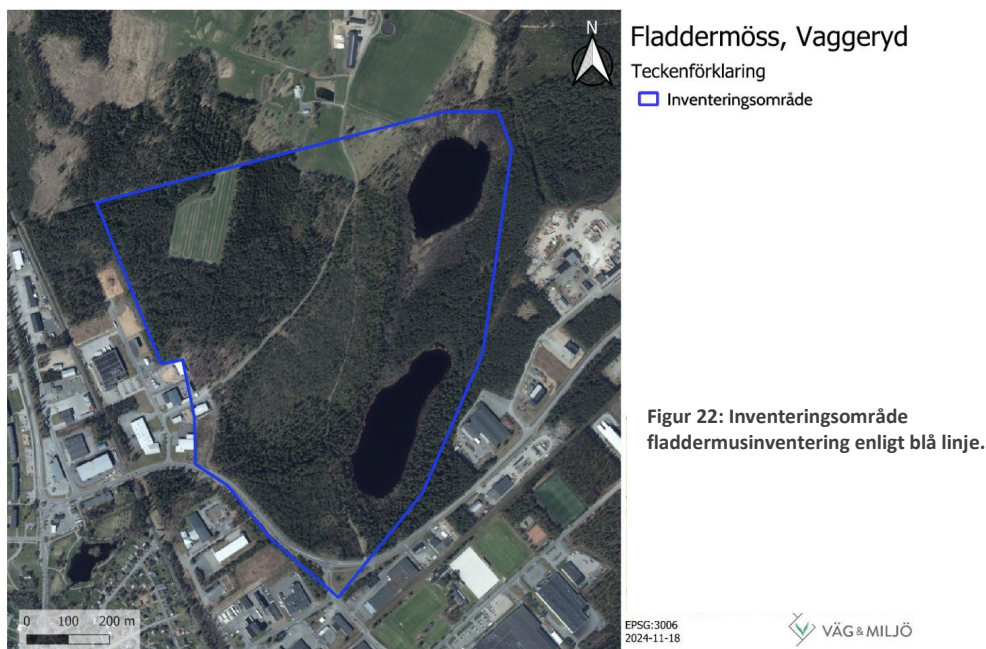 N
Fladdermöss, Vaggeryd
Teckenförklaring
Inventeringsområde
Figur 22: Inventeringsområde
fladdermusinventering enligt blå linje.
0 100 200 m
EPSG:3006
2024-11-18
VÄG & MILJÖ